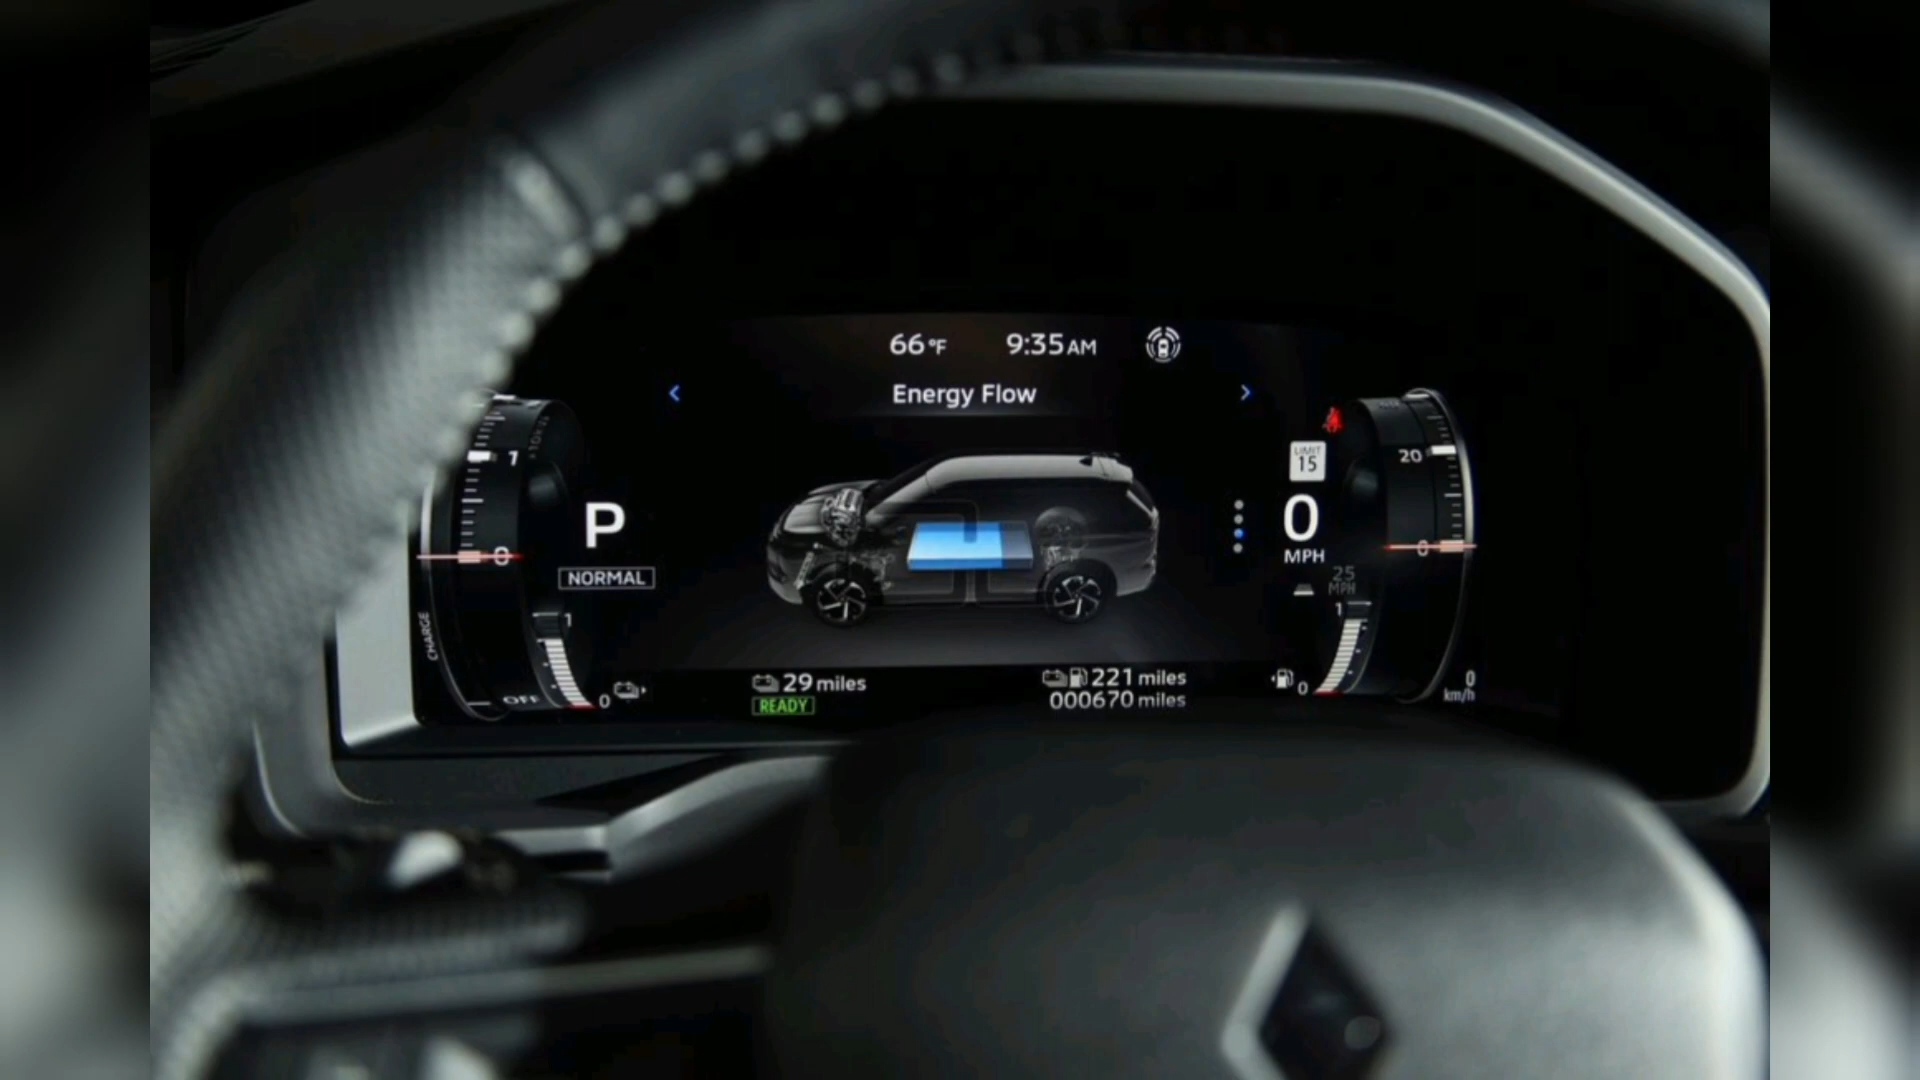 66°F 9:35AM
Energy Flow
LIMIT
15
1
20
P
0
MPH
0
0
NORMAL
25
MPH
1
1
CHARGE
OFF
0
29 miles
221 miles
0
0
READY
000670 miles
km/h